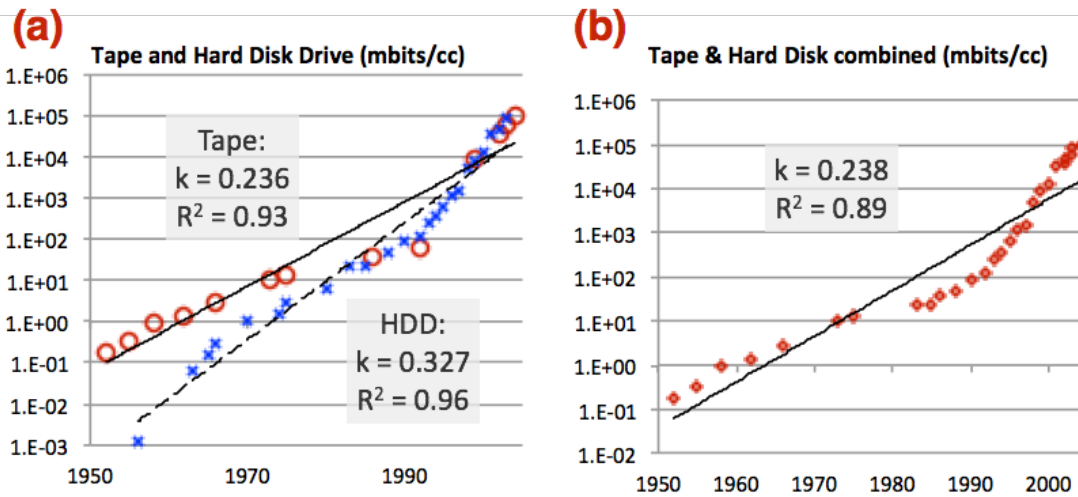 (a)
Tape and Hard Disk Drive (mbits/cc)
1.E+06
1.E+05
1.E+04
1.E+03
1.E+02
1.E+01
1.E+00
1.E-01
1.E-02
1.E-03
Tape:
k = 0.236
R² = 0.93
HDD:
k = 0.327
R² = 0.96
1950 1970 1990
(b)
Tape & Hard Disk combined (mbits/cc)
1.E+06
1.E+05
1.E+04
1.E+03
1.E+02
1.E+01
1.E+00
1.E-01
1.E-02
k = 0.238
R² = 0.89
1950 1960 1970 1980 1990 2000